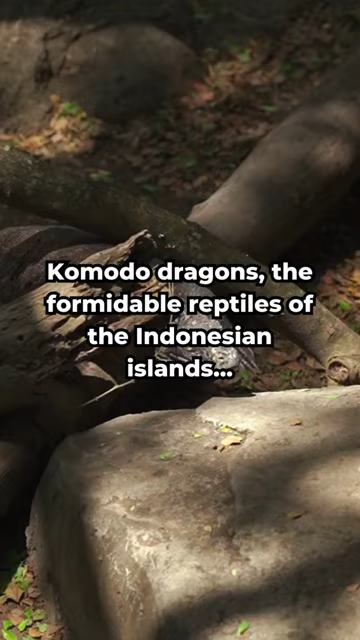 Komodo dragons, the
formidable reptiles of
the Indonesian
islands...